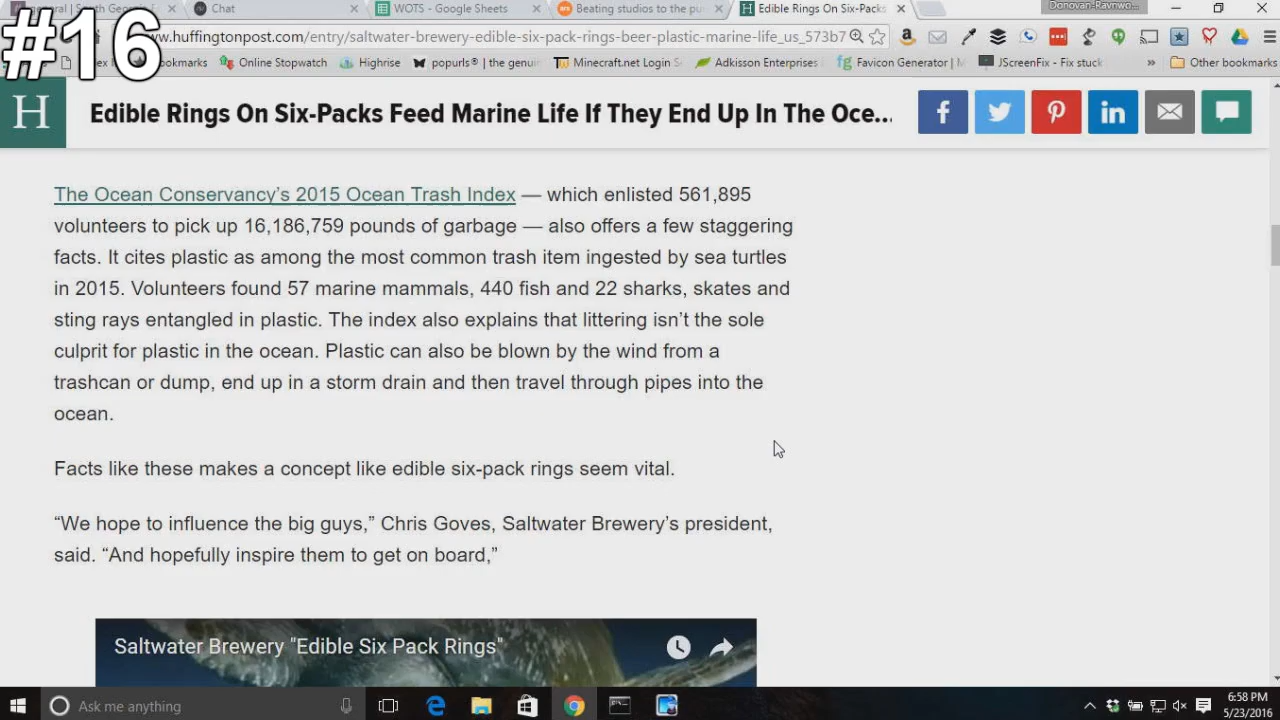 #16
general | South Georgia E
Chat
WOTS - Google Sheets
Beating studios to the pu
Edible Rings On Six-Packs
Donovan-Ravnwo...
.huffingtonpost.com/entry/saltwater-brewery-edible-six-pack-rings-beer-plastic-marine-life_us_573b7
Online Stopwatch
Highrise
popurls® | the genuin
Minecraft.net Login S
Adkisson Enterprises
Favicon Generator |
JScreenFix - Fix stuck
»
Other bookmarks
H
Edible Rings On Six-Packs Feed Marine Life If They End Up In The Oce...
The Ocean Conservancy’s 2015 Ocean Trash Index — which enlisted 561,895
volunteers to pick up 16,186,759 pounds of garbage — also offers a few staggering
facts. It cites plastic as among the most common trash item ingested by sea turtles
in 2015. Volunteers found 57 marine mammals, 440 fish and 22 sharks, skates and
sting rays entangled in plastic. The index also explains that littering isn’t the sole
culprit for plastic in the ocean. Plastic can also be blown by the wind from a
trashcan or dump, end up in a storm drain and then travel through pipes into the
ocean.
Facts like these makes a concept like edible six-pack rings seem vital.
“We hope to influence the big guys,” Chris Goves, Saltwater Brewery’s president,
said. “And hopefully inspire them to get on board,”
Saltwater Brewery "Edible Six Pack Rings"
Ask me anything
6:58 PM
5/23/2016